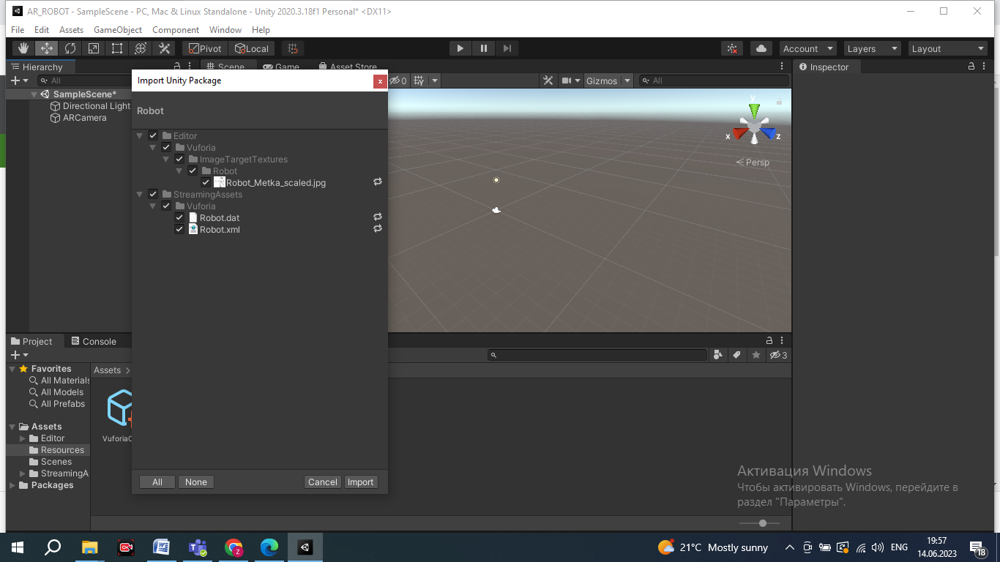 AR_ROBOT - SampleScene - PC, Mac & Linux Standalone - Unity 2020.3.18f1 Personal* <DX11>
File Edit Assets GameObject Component Window Help
Pivot Local Account Layers Layout
Hierarchy Scene Game Asset Store Inspector
All 0 Gizmos All
Import Unity Package
SampleScene*
Directional Light
ARCamera
Robot
Editor
Vuforia
ImageTargetTextures
Robot
Robot_Metka_scaled.jpg
StreamingAssets
Vuforia
Robot.dat
Robot.xml
y
x z
Persp
Project Console
3
Favorites
All Materials
All Models
All Prefabs
Assets
Editor
Resources
Scenes
StreamingA
Packages
Assets
VuforiaC
All None Cancel Import
Активация Windows
Чтобы активировать Windows, перейдите в
раздел "Параметры".
21°C Mostly sunny ENG 19:57
14.06.2023
18